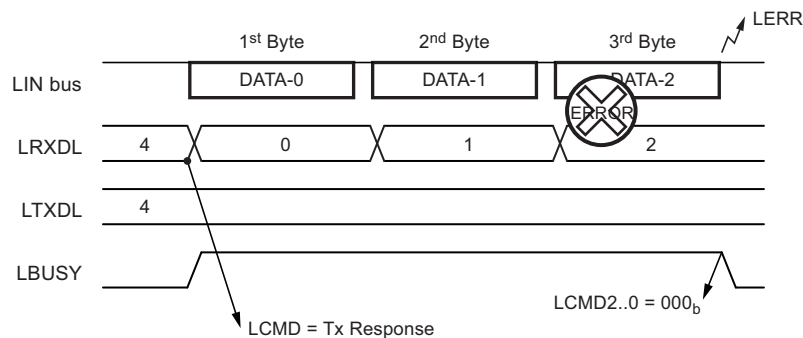 LERR
1st Byte 2nd Byte 3rd Byte
LIN bus DATA-0 DATA-1 DATA-2
ERROR
LRXDL 4 0 1 2
LTXDL 4
LBUSY
LCMD2..0 = 000b
LCMD = Tx Response